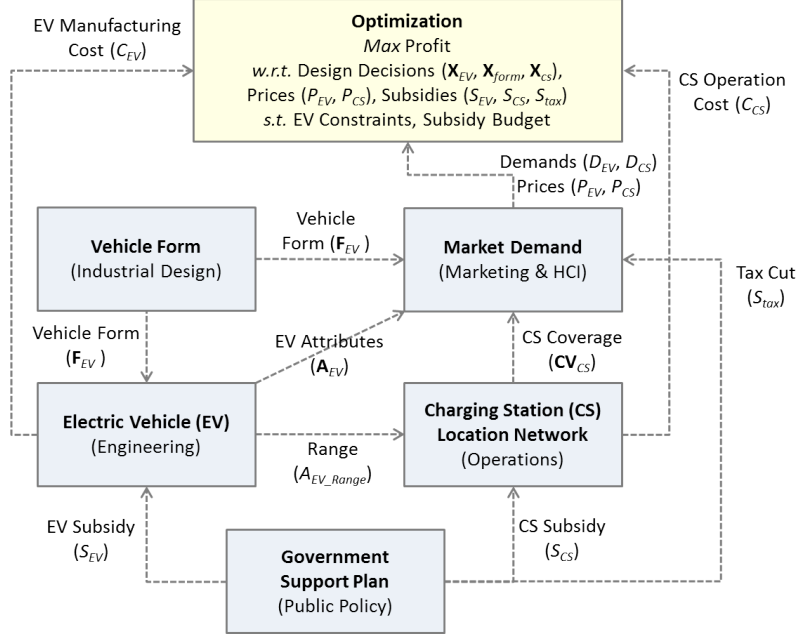 EV Manufacturing
Cost (C_EV)
Optimization
Max Profit
w.r.t. Design Decisions (X_EV, X_form, X_cs),
Prices (P_EV, P_CS), Subsidies (S_EV, S_CS, S_tax)
s.t. EV Constraints, Subsidy Budget
CS Operation
Cost (C_CS)
Demands (D_EV, D_CS)
Prices (P_EV, P_CS)
Vehicle Form
(Industrial Design)
Vehicle
Form (F_EV )
Market Demand
(Marketing & HCI)
Tax Cut
(S_tax)
Vehicle Form
(F_EV )
EV Attributes
(A_EV)
CS Coverage
(CV_CS)
Electric Vehicle (EV)
(Engineering)
Range
(A_EV_Range)
Charging Station (CS)
Location Network
(Operations)
EV Subsidy
(S_EV)
Government
Support Plan
(Public Policy)
CS Subsidy
(S_CS)